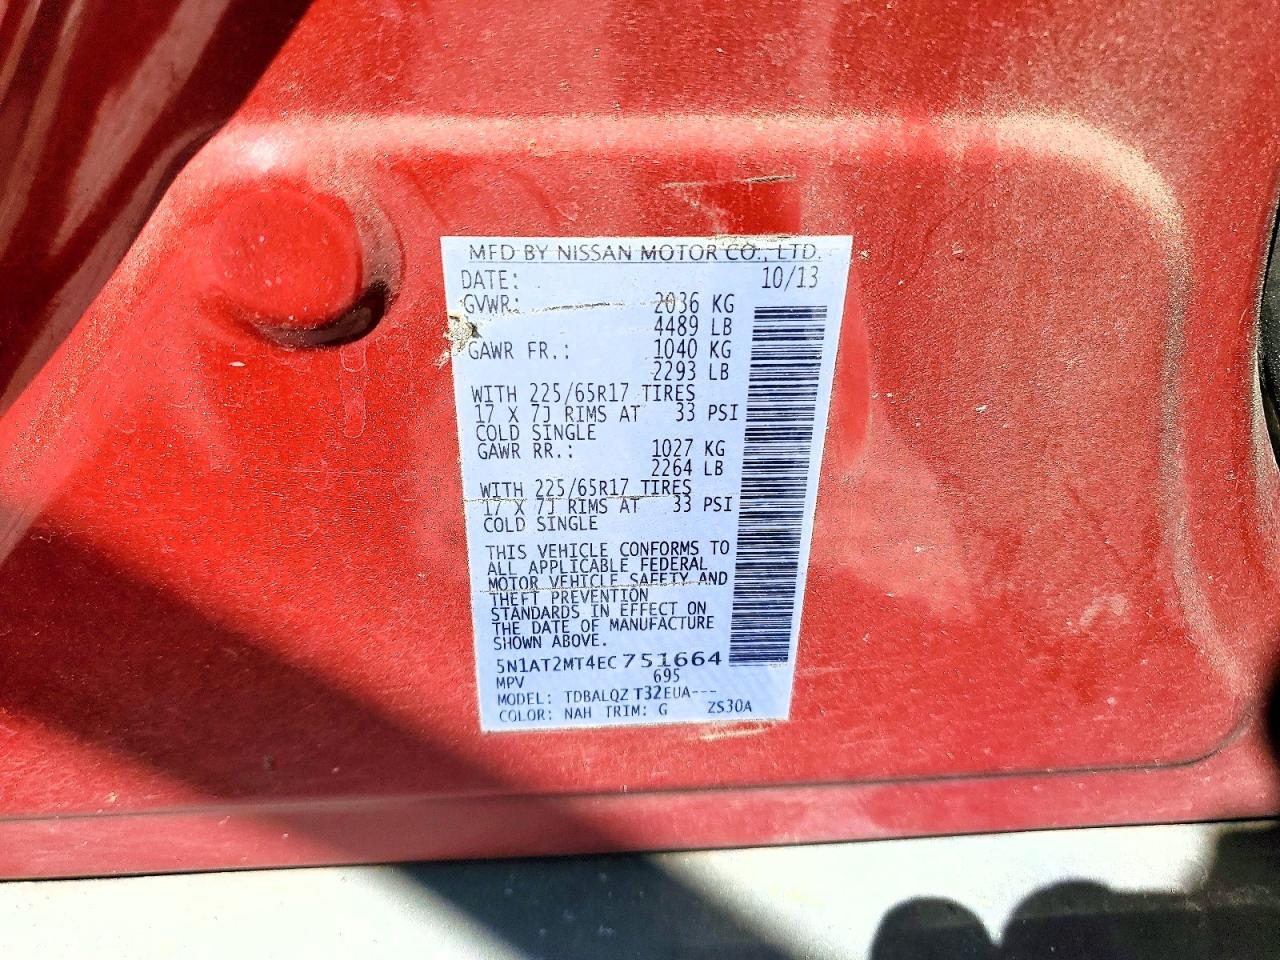 MFD BY NISSAN MOTOR CO., LTD.
DATE: 10/13
GVWR: 2036 KG
4489 LB
GAWR FR.: 1040 KG
2293 LB
WITH 225/65R17 TIRES
17 X 7J RIMS AT 33 PSI
COLD SINGLE
GAWR RR.: 1027 KG
2264 LB
WITH 225/65R17 TIRES
17 X 7J RIMS AT 33 PSI
COLD SINGLE
THIS VEHICLE CONFORMS TO
ALL APPLICABLE FEDERAL
MOTOR VEHICLE SAFETY AND
THEFT PREVENTION
STANDARDS IN EFFECT ON
THE DATE OF MANUFACTURE
SHOWN ABOVE.
5N1AT2MT4EC751664
MPV 695
MODEL: TDBALQZ T32EUA---
COLOR: NAH TRIM: G ZS30A